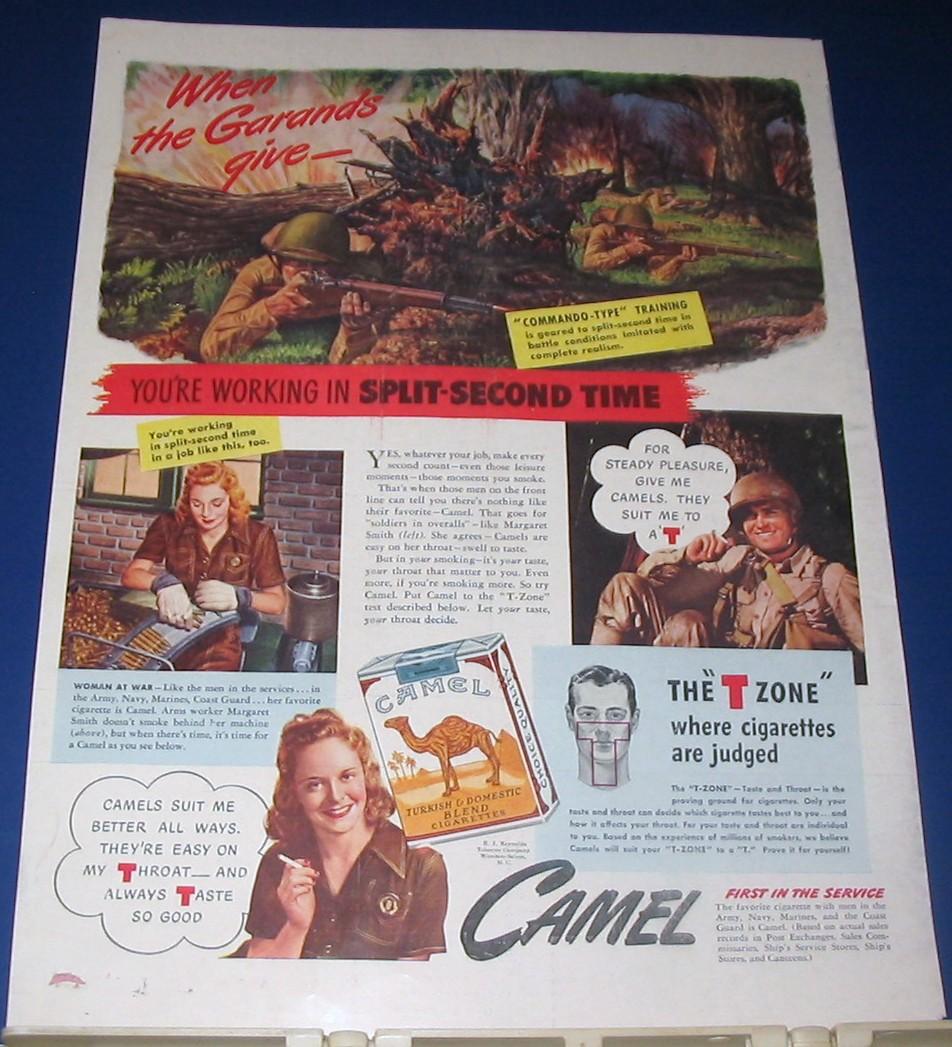 When
the Garands
give—
"COMMANDO-TYPE" TRAINING
is geared to split-second time in
battle conditions imitated with
complete realism.
YOU'RE WORKING IN SPLIT-SECOND TIME
You're working
in split-second time
in a job like this, too.
YES, whatever your job, make every
second count—even those leisure
moments—those moments you smoke.
That's when those men on the front
line can tell you there's nothing like
their favorite—Camel. That goes for
"soldiers in overalls"—like Margaret
Smith (left). She agrees—Camels are
easy on her throat—swell to taste.
But in your smoking—it's your taste,
your throat that matter to you. Even
more, if you're smoking more. So try
Camel. Put Camel to the "T-Zone"
test described below. Let your taste,
your throat decide.
FOR
STEADY PLEASURE,
GIVE ME
CAMELS. THEY
SUIT ME TO
A 'T'
WOMAN AT WAR—Like the men in the services...in
the Army, Navy, Marines, Coast Guard...her favorite
cigarette is Camel. Arms worker Margaret
Smith doesn't smoke behind her machine
(above), but when there's time, it's time for
a Camel as you see below.
CAMELS SUIT ME
BETTER ALL WAYS.
THEY'RE EASY ON
MY THROAT— AND
ALWAYS TASTE
SO GOOD
CAMEL
TURKISH & DOMESTIC
BLEND
CIGARETTES
CHOICE QUALITY
R. J. Reynolds
Tobacco Company
Winston-Salem,
N. C.
THE "T ZONE"
where cigarettes
are judged
The "T-ZONE"—Taste and Throat—is the
proving ground for cigarettes. Only your
taste and throat can decide which cigarette tastes best to you...and
how it affects your throat. For your taste and throat are individual
to you. Based on the experience of millions of smokers, we believe
Camels will suit your "T-ZONE" to a "T." Prove it for yourself!
CAMEL
FIRST IN THE SERVICE
The favorite cigarette with men in the
Army, Navy, Marines, and the Coast
Guard is Camel. (Based on actual sales
records in Post Exchanges, Sales Com-
missaries, Ship's Service Stores, Ship's
Stores, and Canteens.)